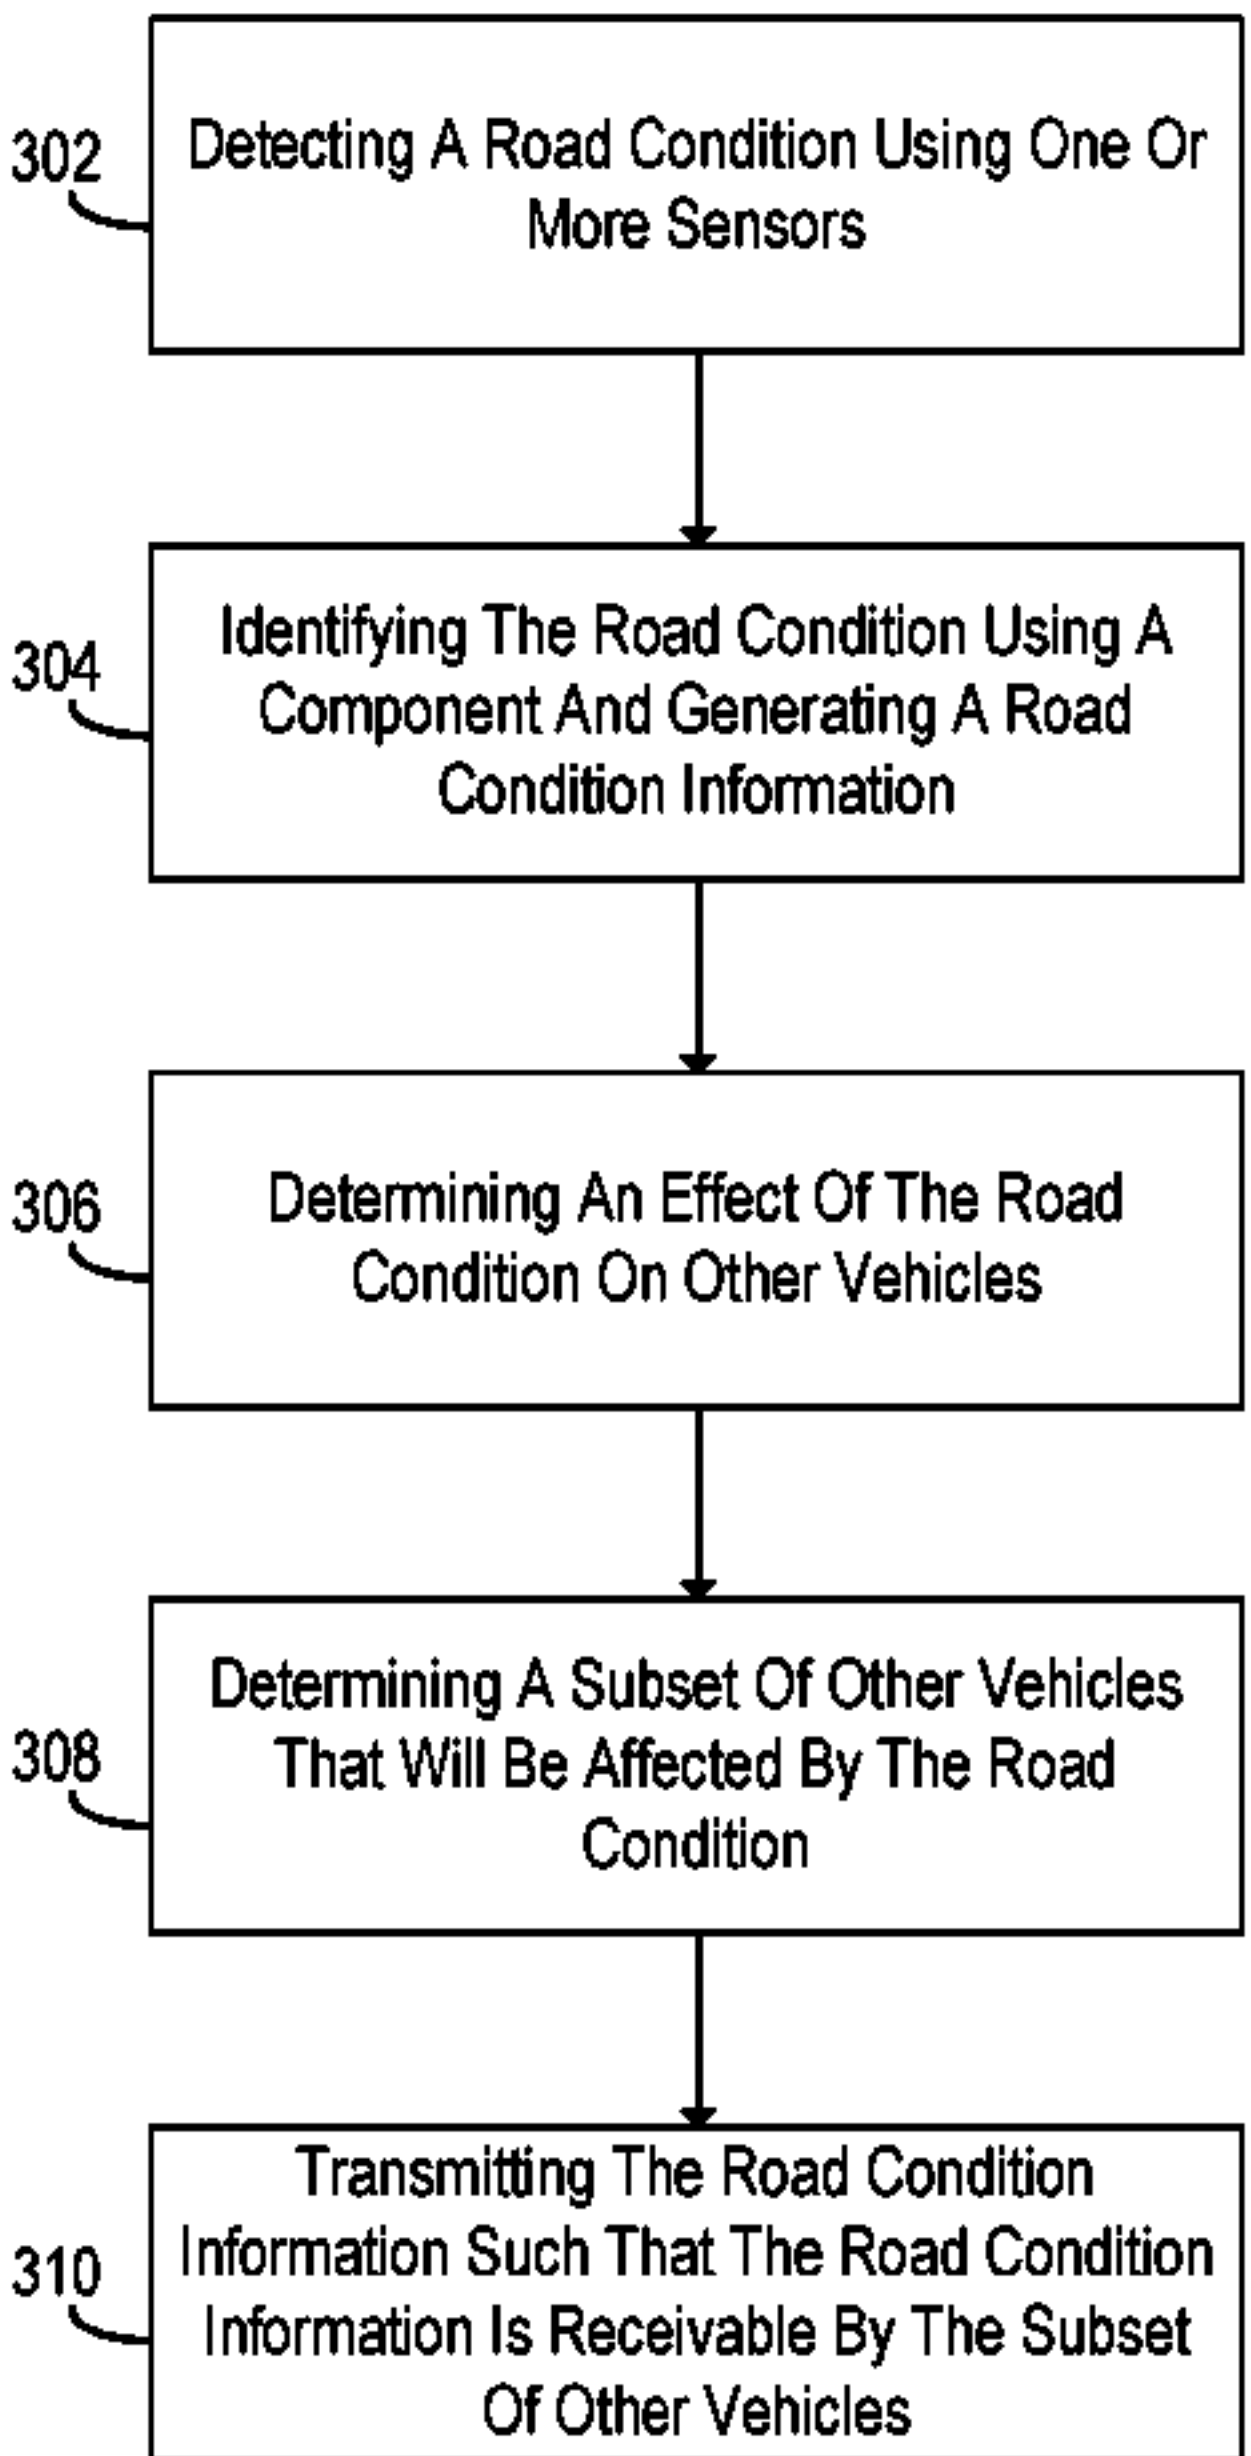 302
Detecting A Road Condition Using One Or
More Sensors
304
Identifying The Road Condition Using A
Component And Generating A Road
Condition Information
306
Determining An Effect Of The Road
Condition On Other Vehicles
308
Determining A Subset Of Other Vehicles
That Will Be Affected By The Road
Condition
310
Transmitting The Road Condition
Information Such That The Road Condition
Information Is Receivable By The Subset
Of Other Vehicles